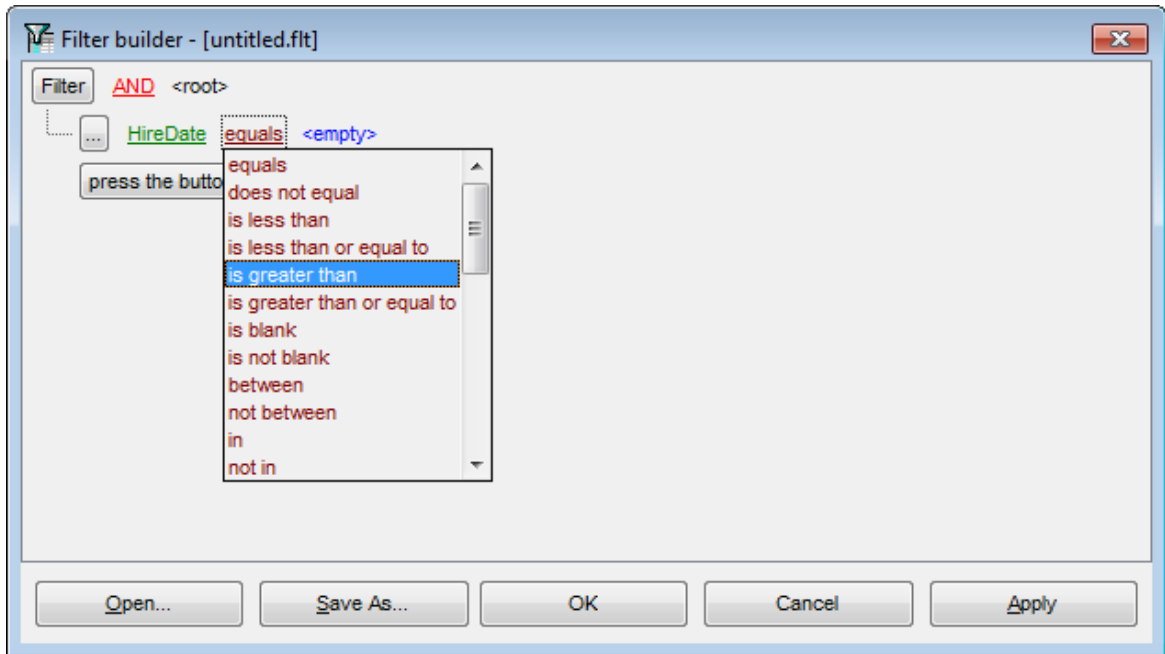 Filter builder - [untitled.flt]
Filter AND <root>
... HireDate equals <empty>
press the butto
equals
does not equal
is less than
is less than or equal to
is greater than
is greater than or equal to
is blank
is not blank
between
not between
in
not in
Open... Save As... OK Cancel Apply